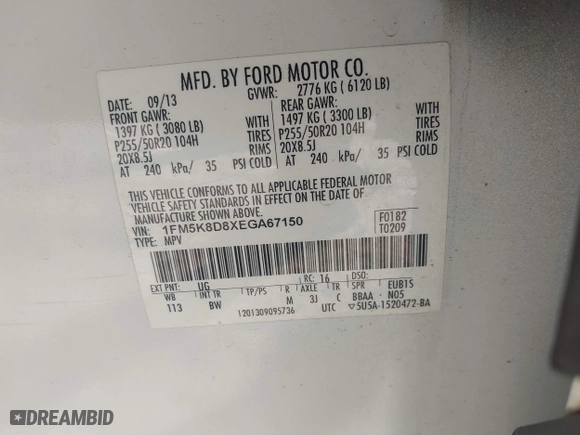 MFD. BY FORD MOTOR CO.
DATE: 09/13 GVWR: 2776 KG (6120 LB)
FRONT GAWR: REAR GAWR:
1397 KG (3080 LB) WITH 1497 KG (3300 LB) WITH
P255/50R20 104H TIRES P255/50R20 104H TIRES
20X8.5J RIMS 20X8.5J RIMS
AT 240 kPa/ 35 PSI COLD AT 240 kPa/ 35 PSI COLD
THIS VEHICLE CONFORMS TO ALL APPLICABLE FEDERAL MOTOR
VEHICLE SAFETY STANDARDS IN EFFECT ON THE DATE OF
MANUFACTURE SHOWN ABOVE.
VIN: 1FM5K8D8XEGA67150 F0182
TYPE: MPV T0209
EXT PNT: UG RC: 16 DSO:
WB INT TR TP/PS R AXLE TR SPR EUB1S
113 BW M 3J C BBAA N05
1201309095736 UTC 5U5A-1520472-BA
DREAMBID